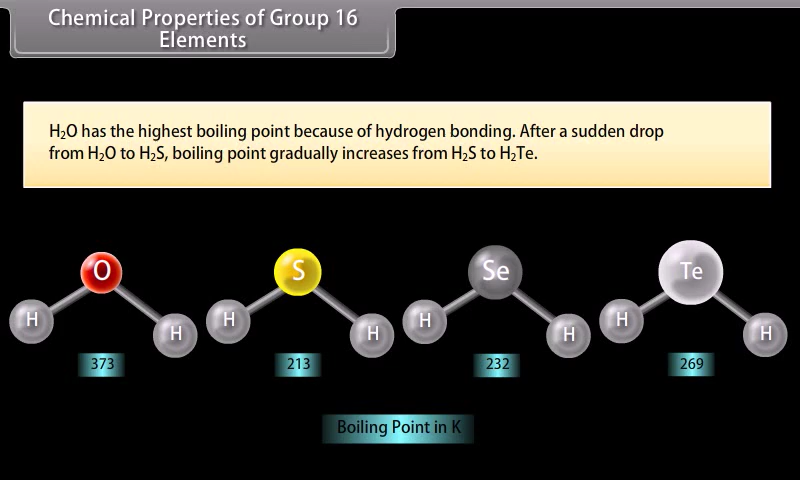 Chemical Properties of Group 16
Elements
H₂O has the highest boiling point because of hydrogen bonding. After a sudden drop
from H₂O to H₂S, boiling point gradually increases from H₂S to H₂Te.
O S Se Te
H H H H H H H H
373 213 232 269
Boiling Point in K